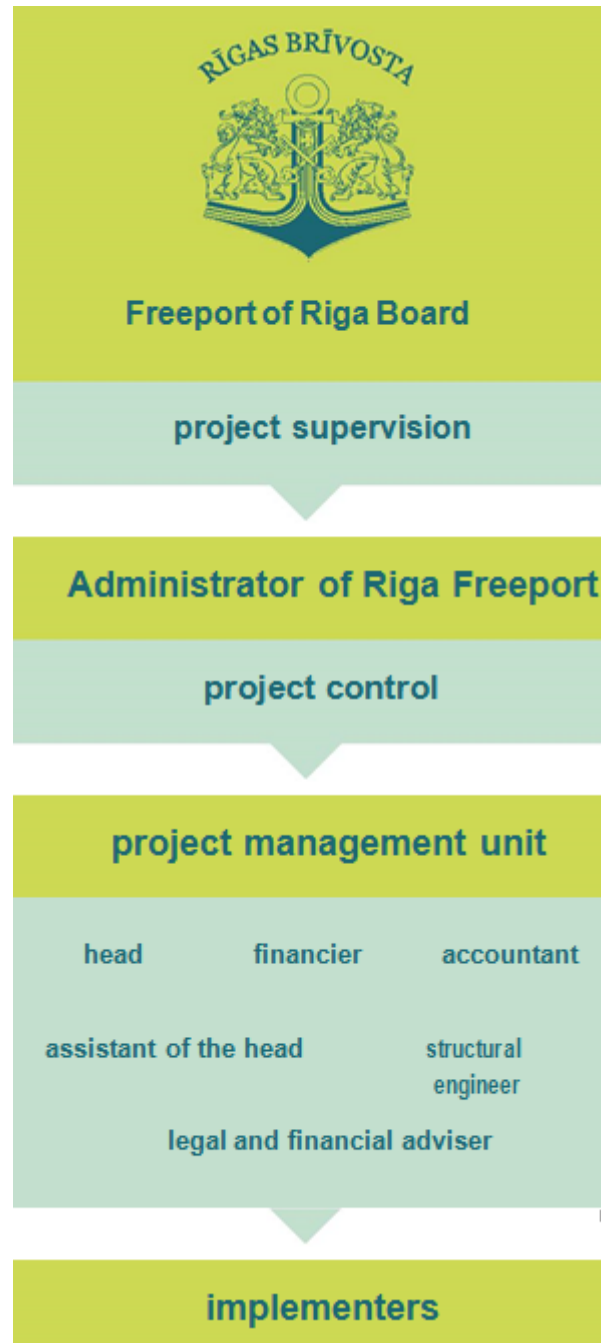 RĪGAS BRĪVOSTA
Freeport of Riga Board
project supervision
Administrator of Riga Freeport
project control
project management unit
head financier accountant
assistant of the head structural
engineer
legal and financial adviser
implementers